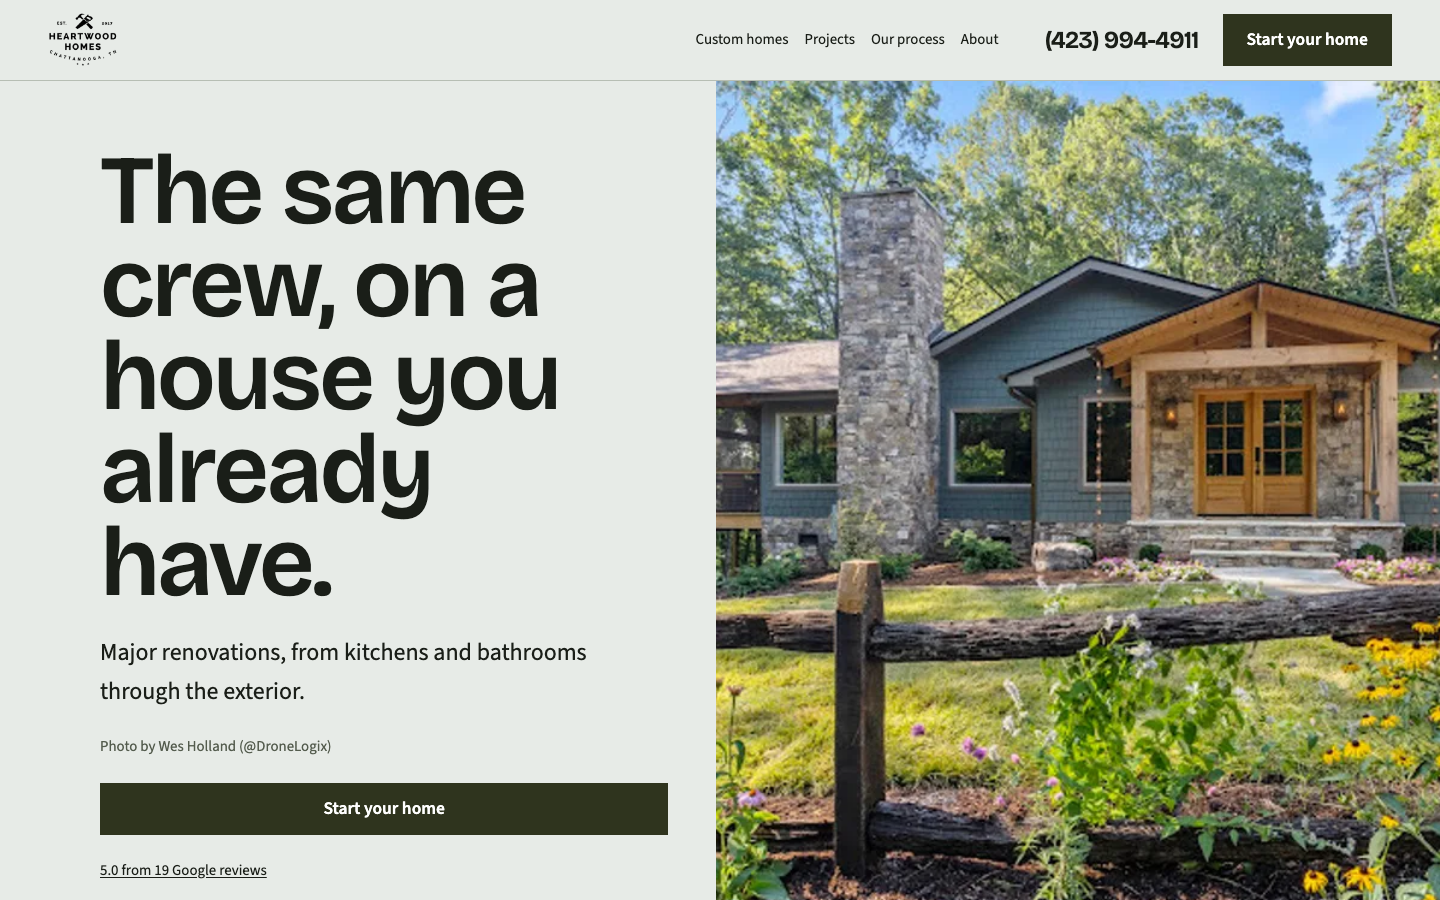 EST. 2017
HEARTWOOD
HOMES
CHATTANOOGA, TN
Custom homes
Projects
Our process
About
(423) 994-4911
Start your home
The same
crew, on a
house you
already
have.
Major renovations, from kitchens and bathrooms
through the exterior.
Photo by Wes Holland (@DroneLogix)
Start your home
5.0 from 19 Google reviews